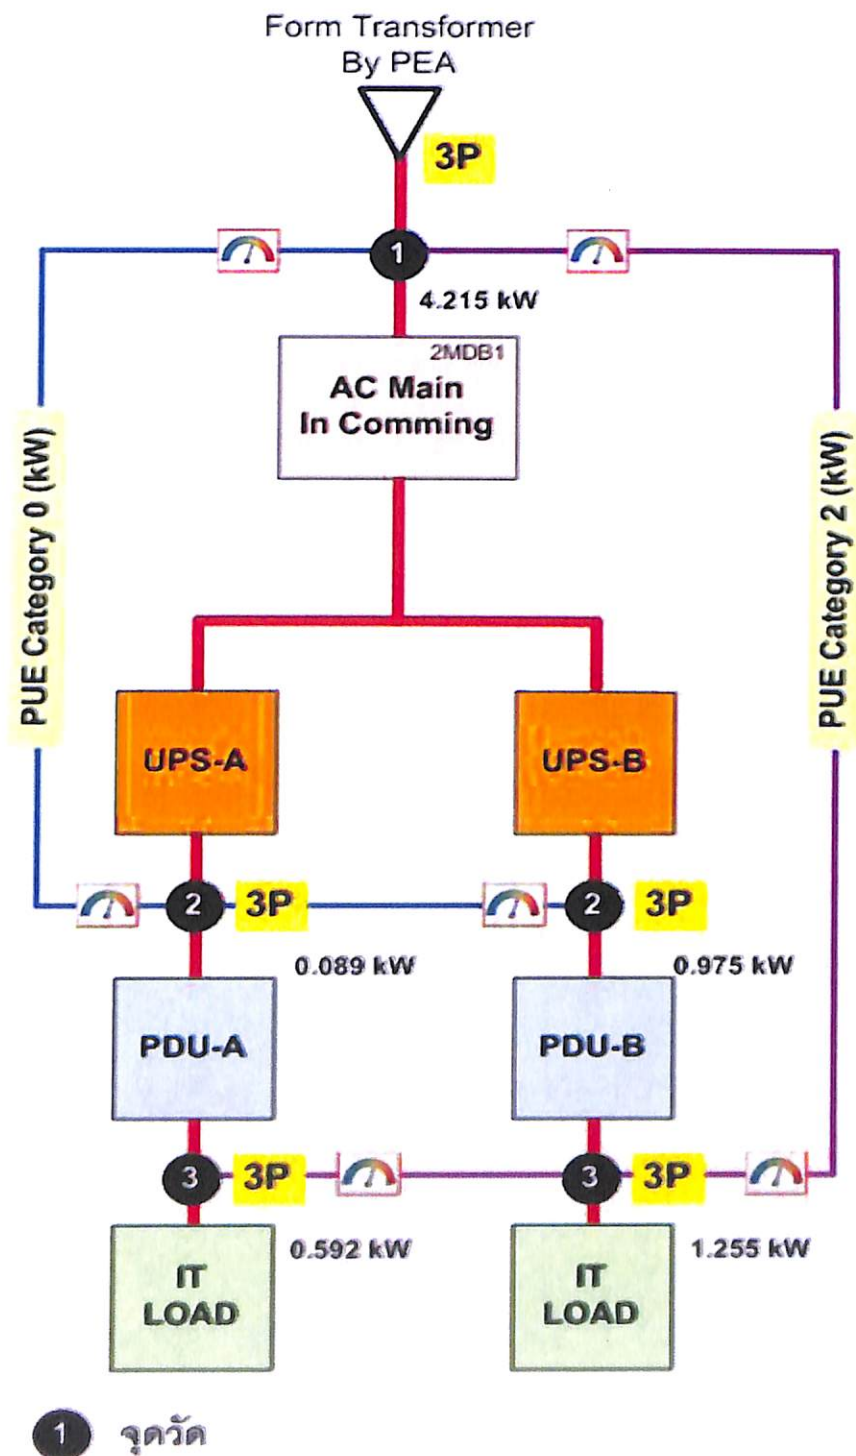 Form Transformer
By PEA
3P
1
4.215 kW
2MDB1
AC Main
In Comming
PUE Category 0 (kW)
PUE Category 2 (kW)
UPS-A
UPS-B
2
3P
2
3P
0.089 kW
0.975 kW
PDU-A
PDU-B
3
3P
3
3P
0.592 kW
1.255 kW
IT
LOAD
IT
LOAD
1 จุดวัด